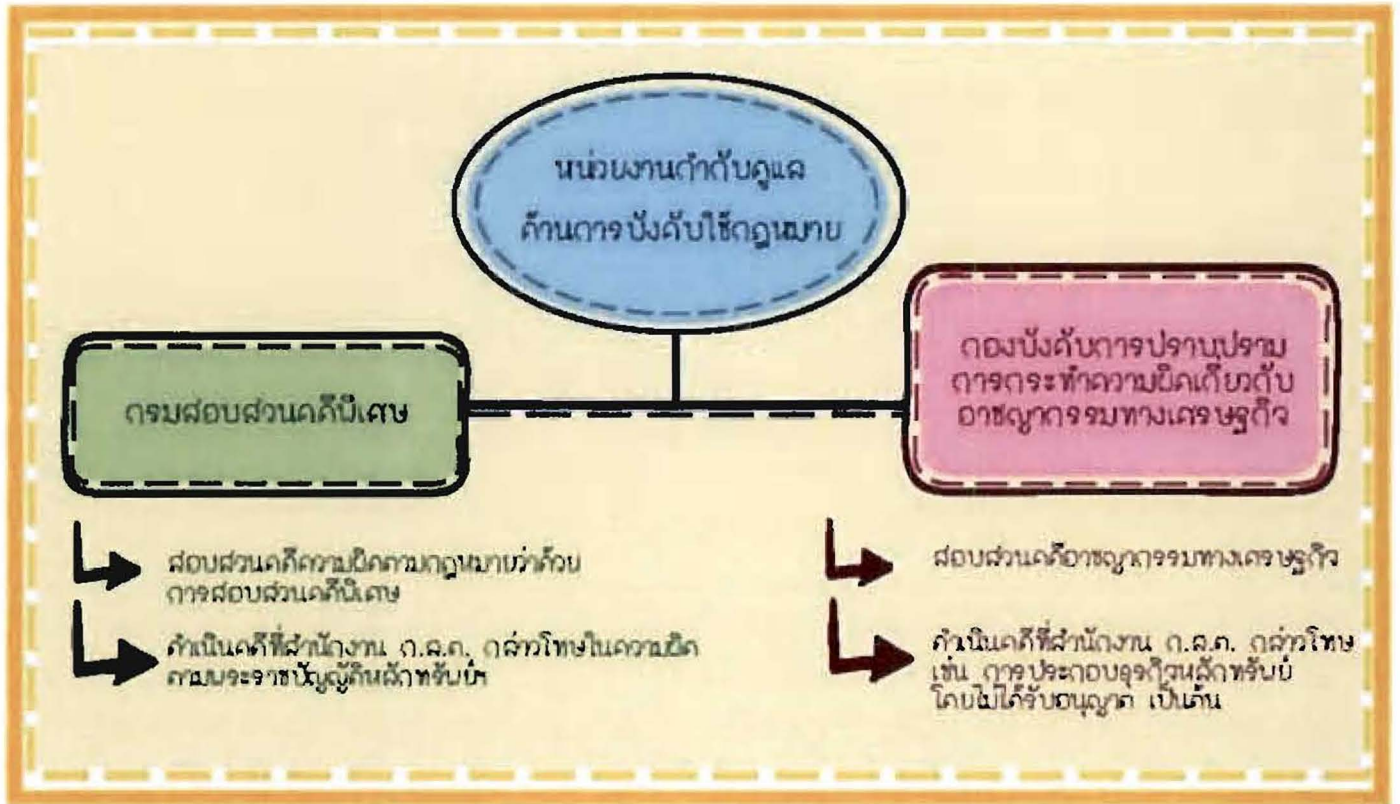 หน่วยงานกำกับดูแล
ด้านการบังคับใช้กฎหมาย
กรมสอบสวนคดีพิเศษ
กองบังคับการปราบปราม
การกระทำความผิดเกี่ยวกับ
อาชญากรรมทางเศรษฐกิจ
สอบสวนคดีความผิดตามกฎหมายว่าด้วย
การสอบสวนคดีพิเศษ
ดำเนินคดีที่สำนักงาน ก.ล.ต. กล่าวโทษในความผิด
ตามพระราชบัญญัติหลักทรัพย์ฯ
สอบสวนคดีอาชญากรรมทางเศรษฐกิจ
ดำเนินคดีที่สำนักงาน ก.ล.ต. กล่าวโทษ
เช่น การประกอบธุรกิจหลักทรัพย์
โดยไม่ได้รับอนุญาต เป็นต้น